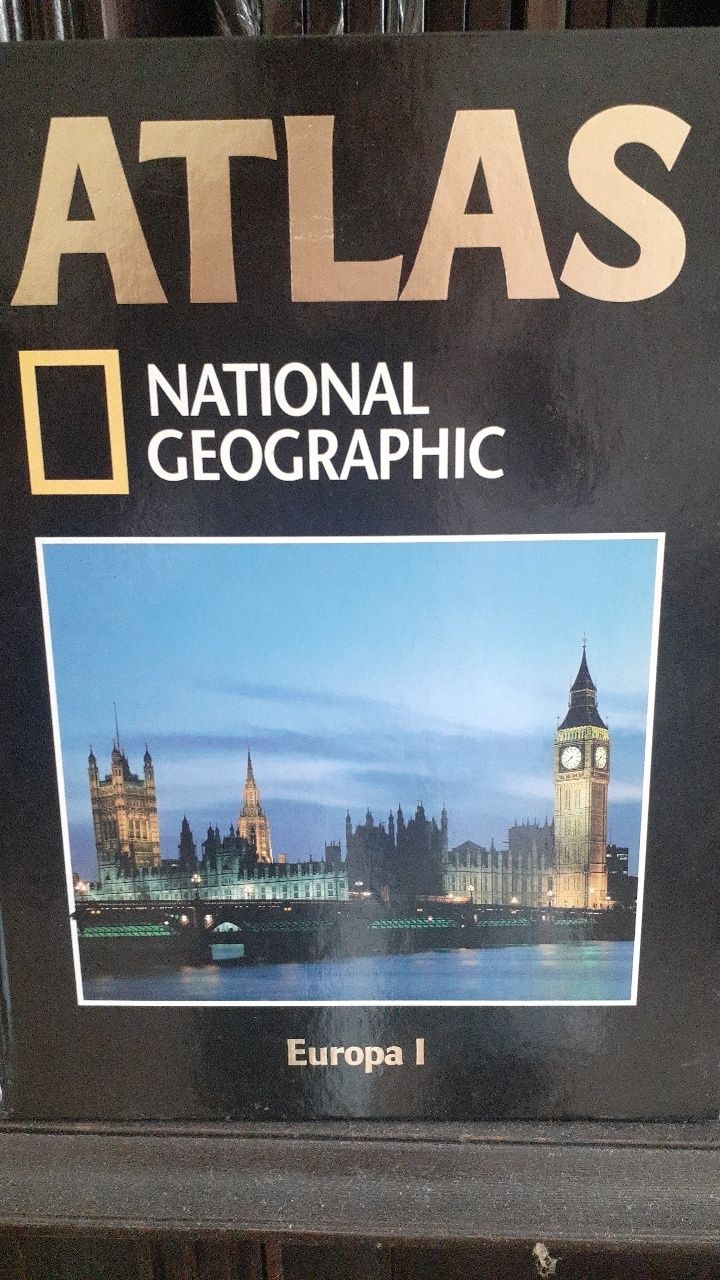 ATLAS
NATIONAL
GEOGRAPHIC
Europa I